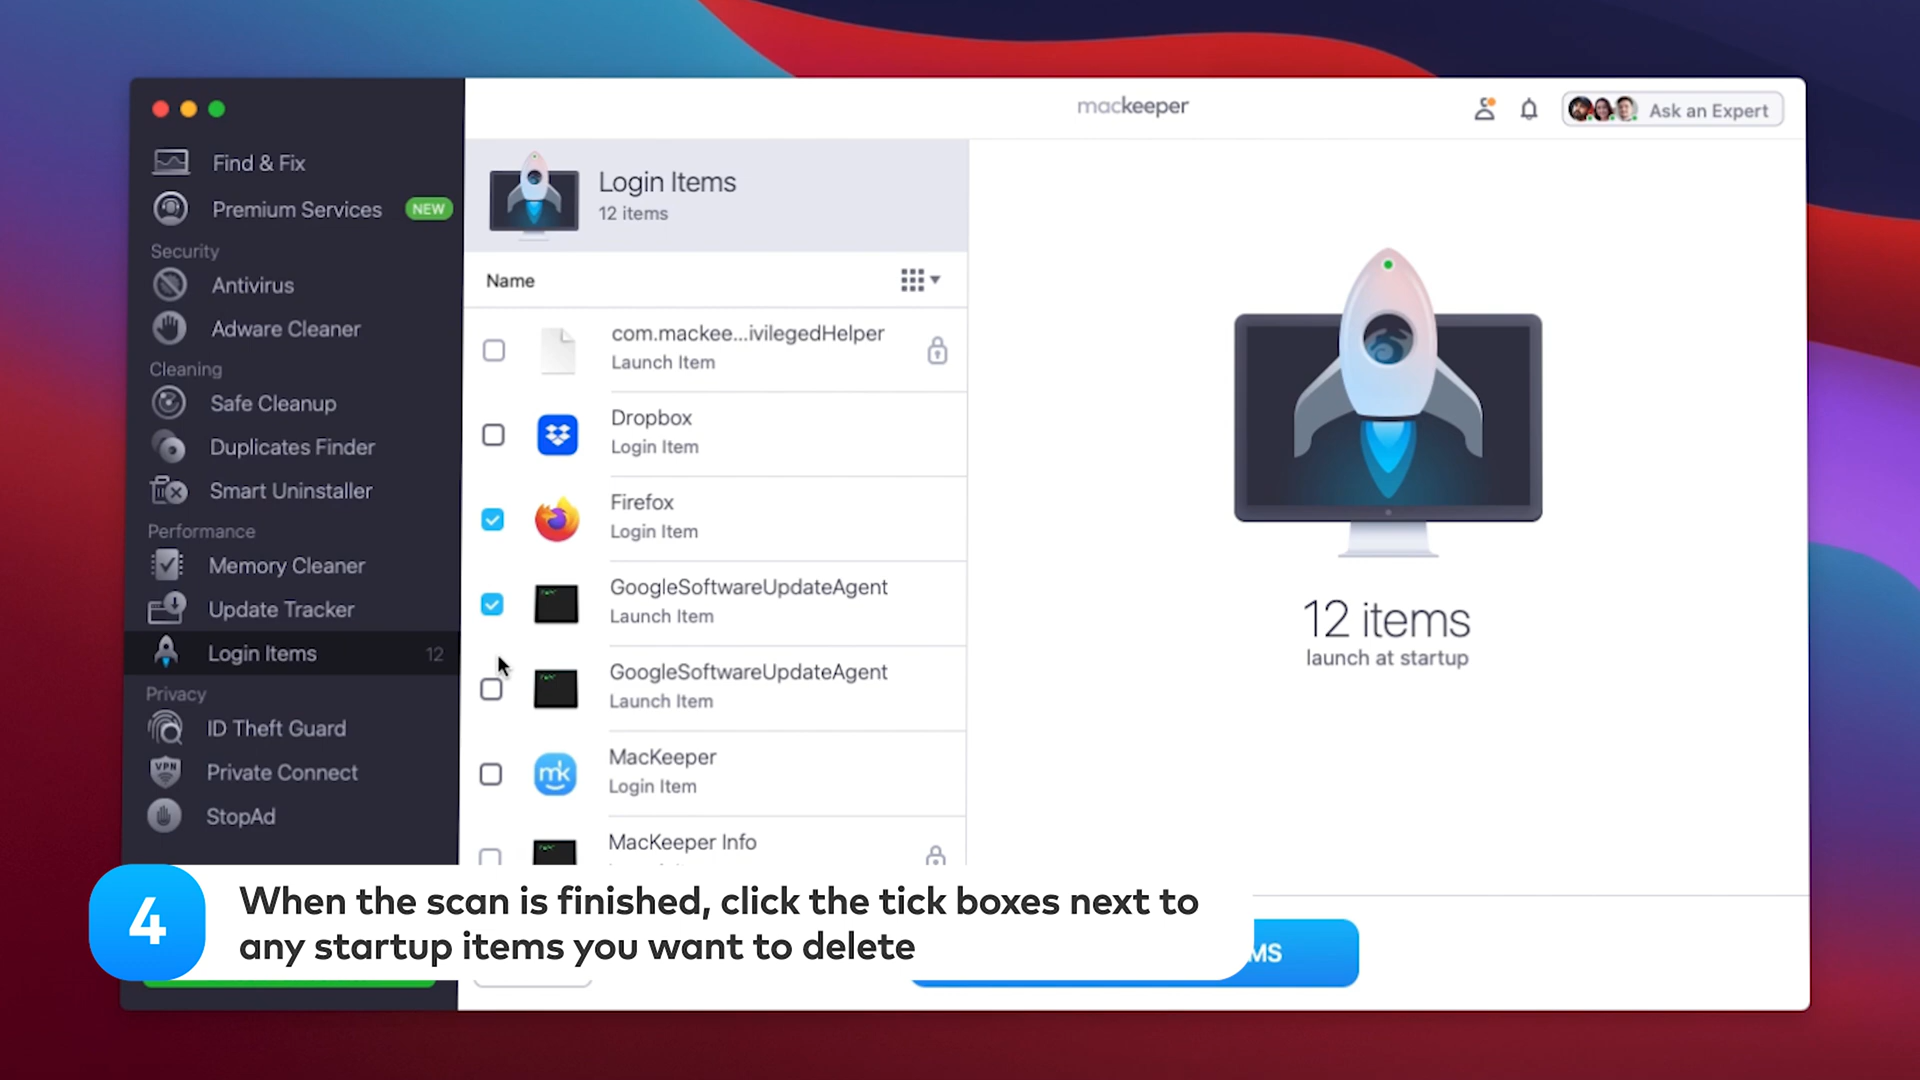 mackeeper
Ask an Expert
Find & Fix
Premium Services NEW
Security
Antivirus
Adware Cleaner
Cleaning
Safe Cleanup
Duplicates Finder
Smart Uninstaller
Performance
Memory Cleaner
Update Tracker
Login Items 12
Privacy
ID Theft Guard
VPN
Private Connect
StopAd
Login Items
12 items
Name
com.mackee...ivilegedHelper
Launch Item
Dropbox
Login Item
Firefox
Login Item
GoogleSoftwareUpdateAgent
Launch Item
GoogleSoftwareUpdateAgent
Launch Item
mk
MacKeeper
Login Item
MacKeeper Info
12 items
launch at startup
4
When the scan is finished, click the tick boxes next to
any startup items you want to delete
MS